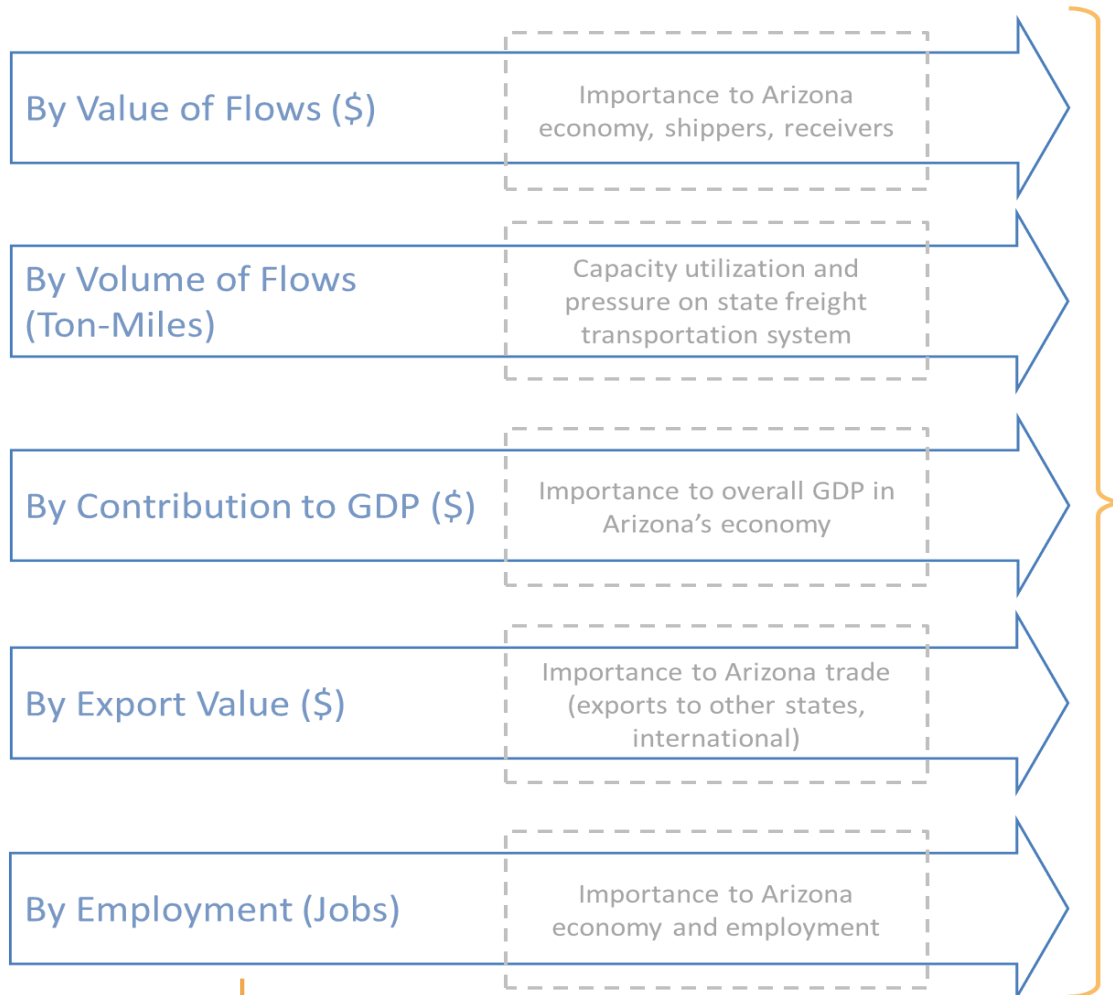 By Value of Flows ($)
Importance to Arizona
economy, shippers, receivers
By Volume of Flows
(Ton-Miles)
Capacity utilization and
pressure on state freight
transportation system
By Contribution to GDP ($)
Importance to overall GDP in
Arizona’s economy
By Export Value ($)
Importance to Arizona trade
(exports to other states,
international)
By Employment (Jobs)
Importance to Arizona
economy and employment